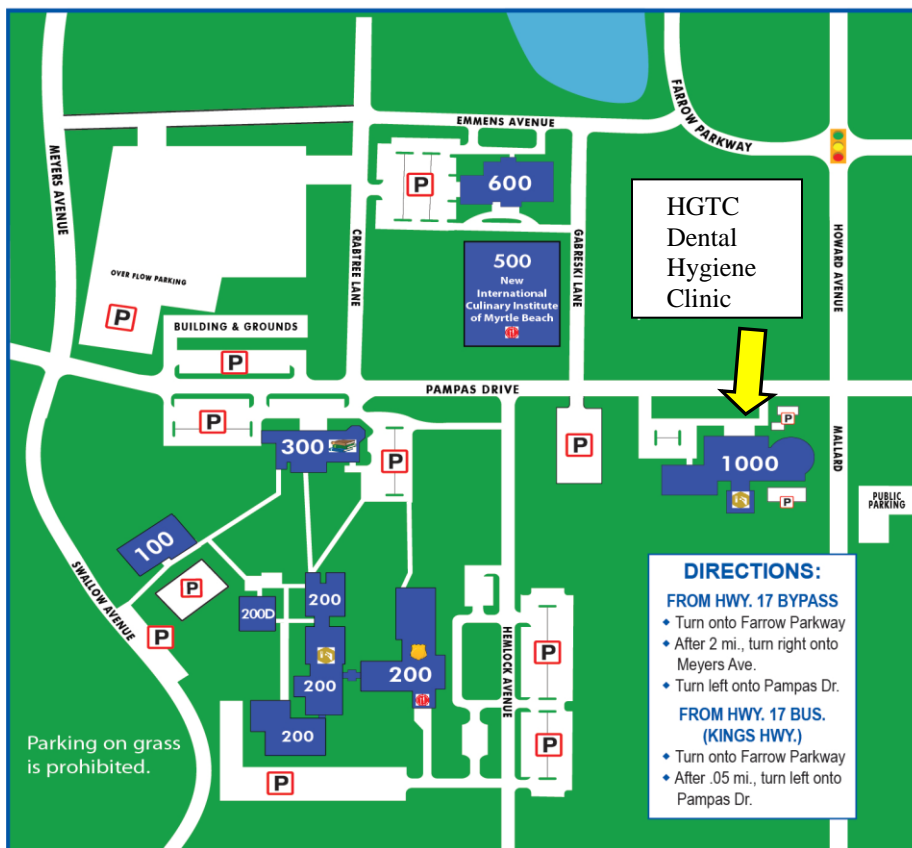 EMMENS AVENUE
FARROW PARKWAY
MEYERS AVENUE
P
600
HGTC
Dental
Hygiene
Clinic
CRABTREE LANE
GABRESKI LANE
HOWARD AVENUE
500
New
International
Culinary Institute
of Myrtle Beach
OVER FLOW PARKING
P
BUILDING & GROUNDS
P
PAMPAS DRIVE
P
300
P
P
P
1000
P
MALLARD
PUBLIC
PARKING
100
P
SWALLOW AVENUE
P
200D
200
200
200
200
HEMLOCK AVENUE
P
P
P
Parking on grass
is prohibited.
DIRECTIONS:
FROM HWY. 17 BYPASS
◆ Turn onto Farrow Parkway
◆ After 2 mi., turn right onto
Meyers Ave.
◆ Turn left onto Pampas Dr.
FROM HWY. 17 BUS.
(KINGS HWY.)
◆ Turn onto Farrow Parkway
◆ After .05 mi., turn left onto
Pampas Dr.